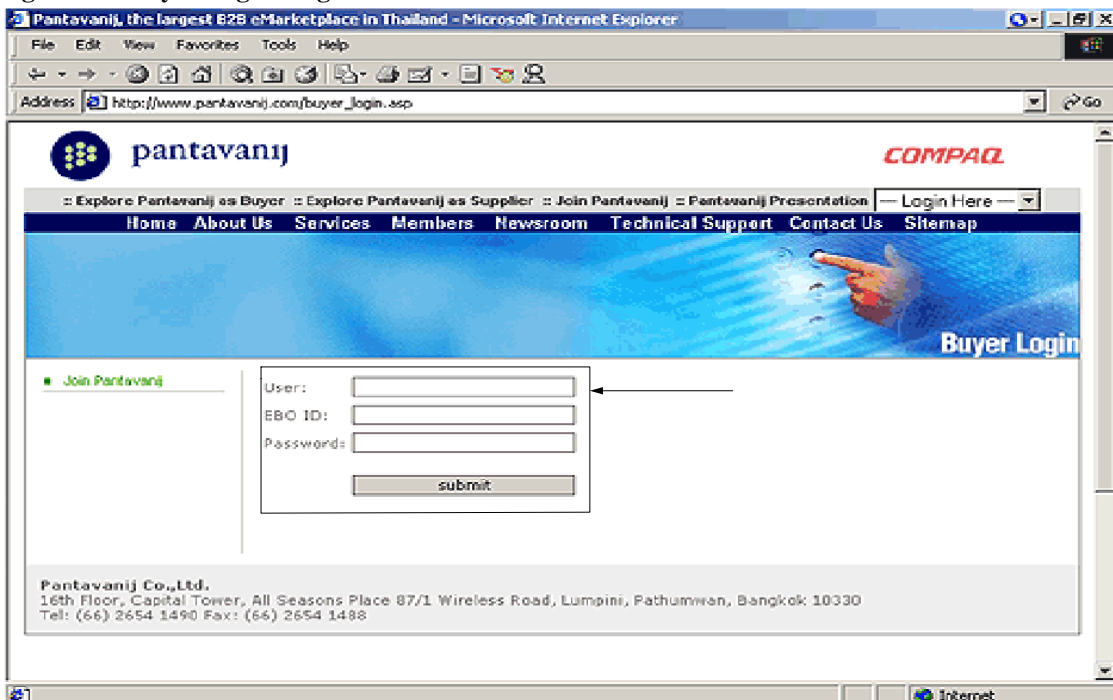 Pantavanij, the largest B2B eMarketplace in Thailand - Microsoft Internet Explorer
File Edit View Favorites Tools Help
Address http://www.pantavanij.com/buyer_login.asp Go
pantavanij COMPAQ
:: Explore Pantavanij as Buyer :: Explore Pantavanij as Supplier :: Join Pantavanij :: Pantavanij Presentation --- Login Here ---
Home About Us Services Members Newsroom Technical Support Contact Us Sitemap
Buyer Login
Join Pantavanij
User:
EBO ID:
Password:
submit
Pantavanij Co.,Ltd.
16th Floor, Capital Tower, All Seasons Place 87/1 Wireless Road, Lumpini, Pathumwan, Bangkok 10330
Tel: (66) 2654 1490 Fax: (66) 2654 1488
Internet